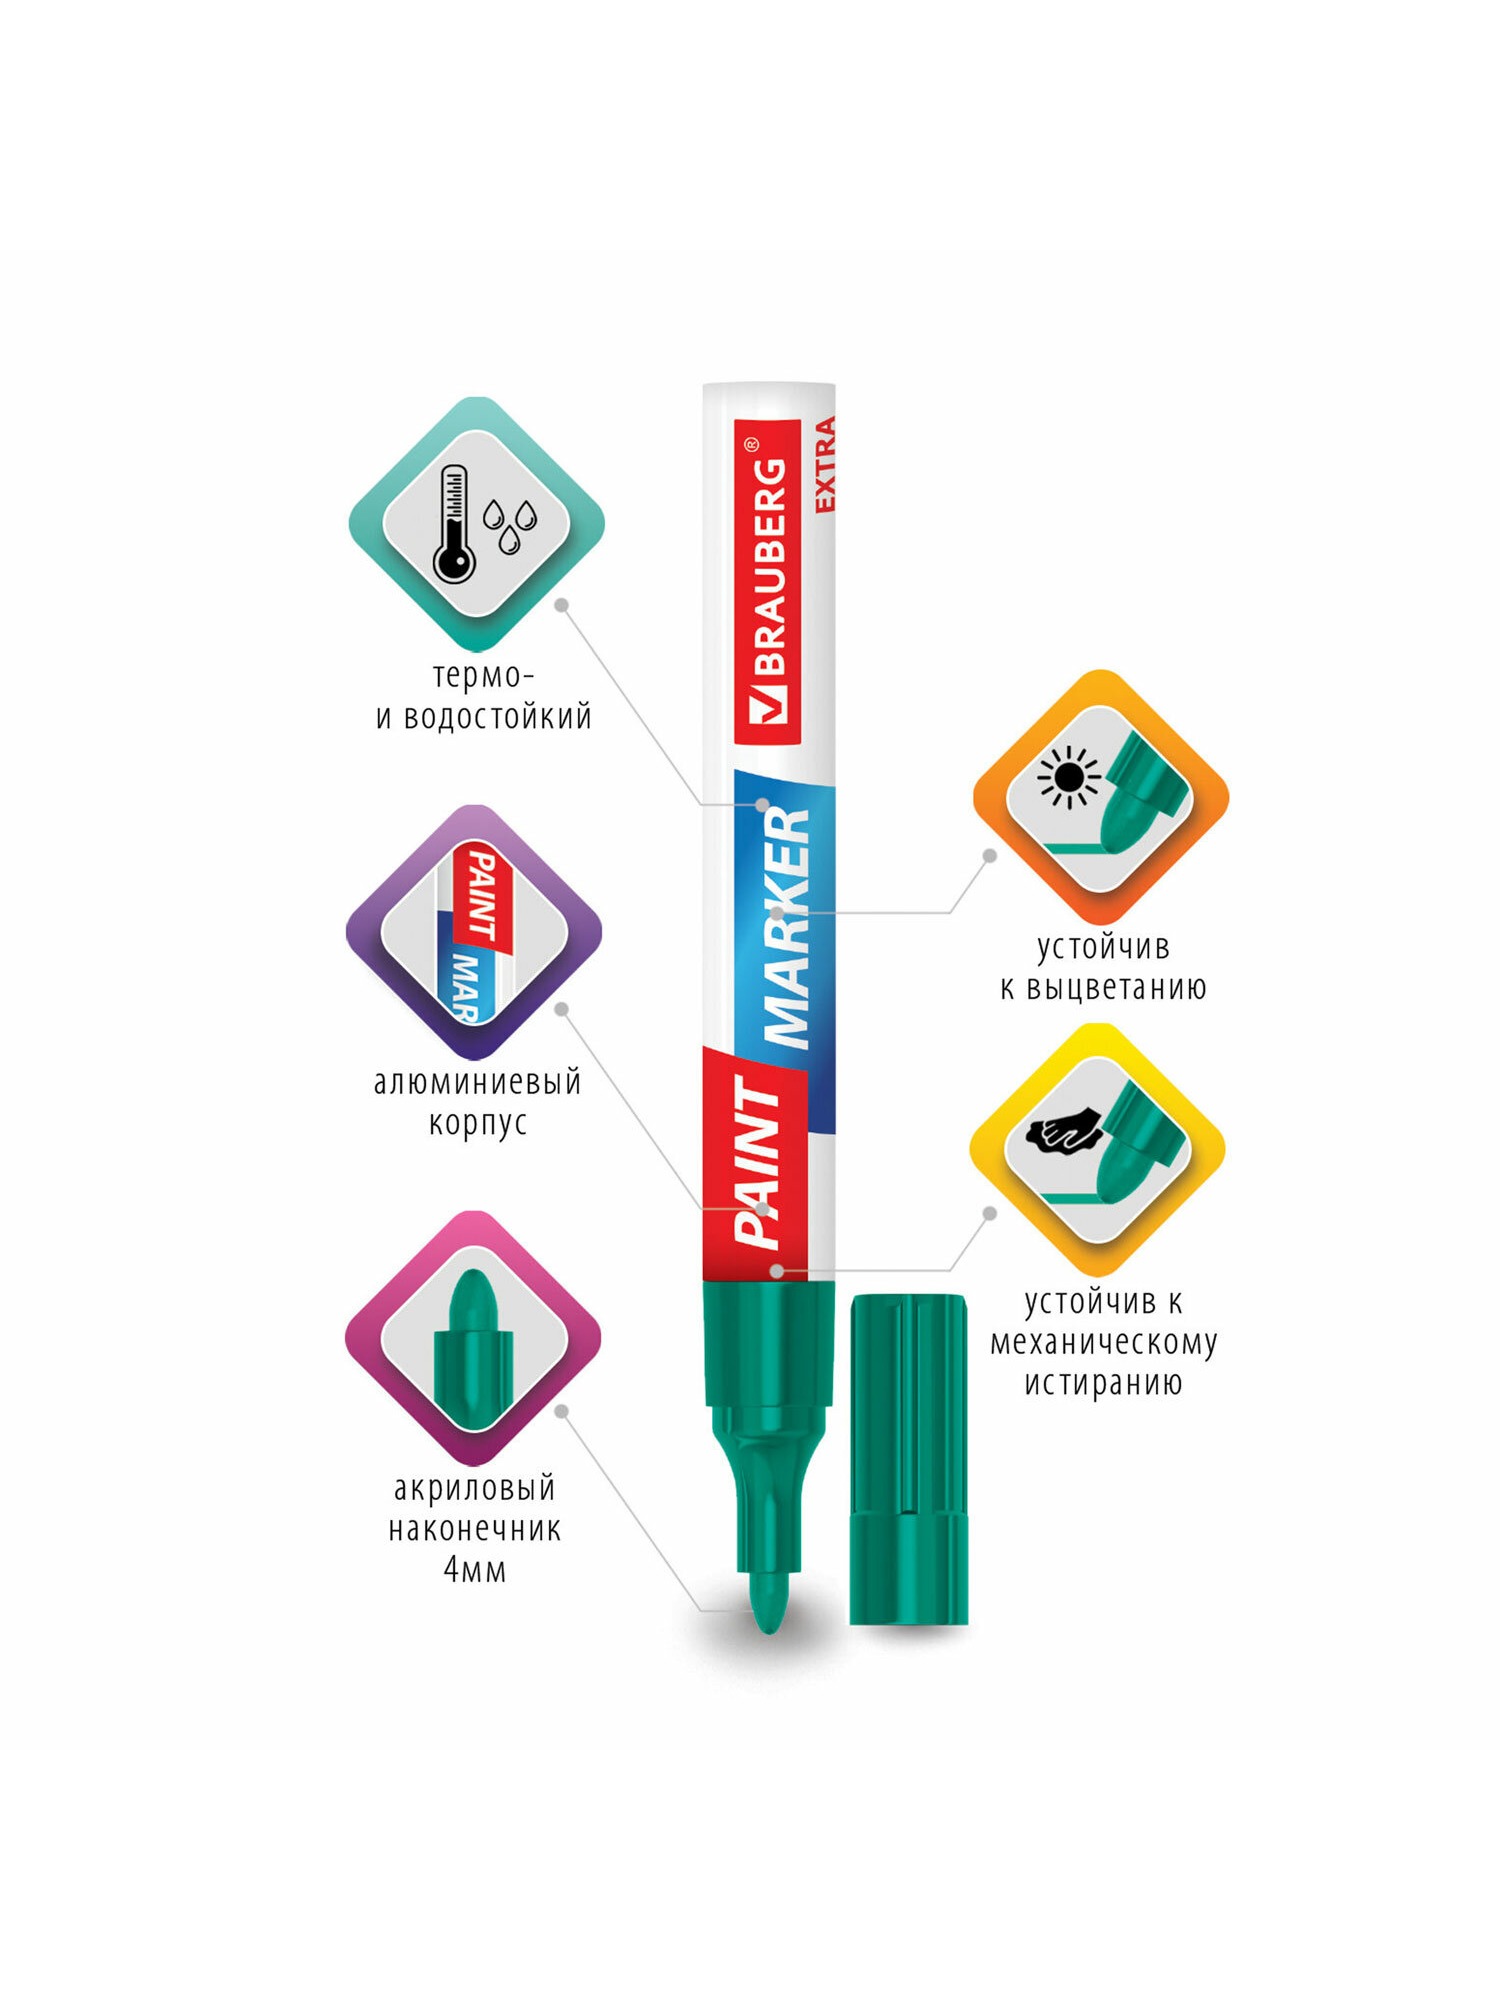 термо-
и водостойкий
PAINT
MAR
алюминиевый
корпус
акриловый
наконечник
4мм
BRAUBERG®
EXTRA
MARKER
PAINT
устойчив
к выцветанию
устойчив к
механическому
истиранию